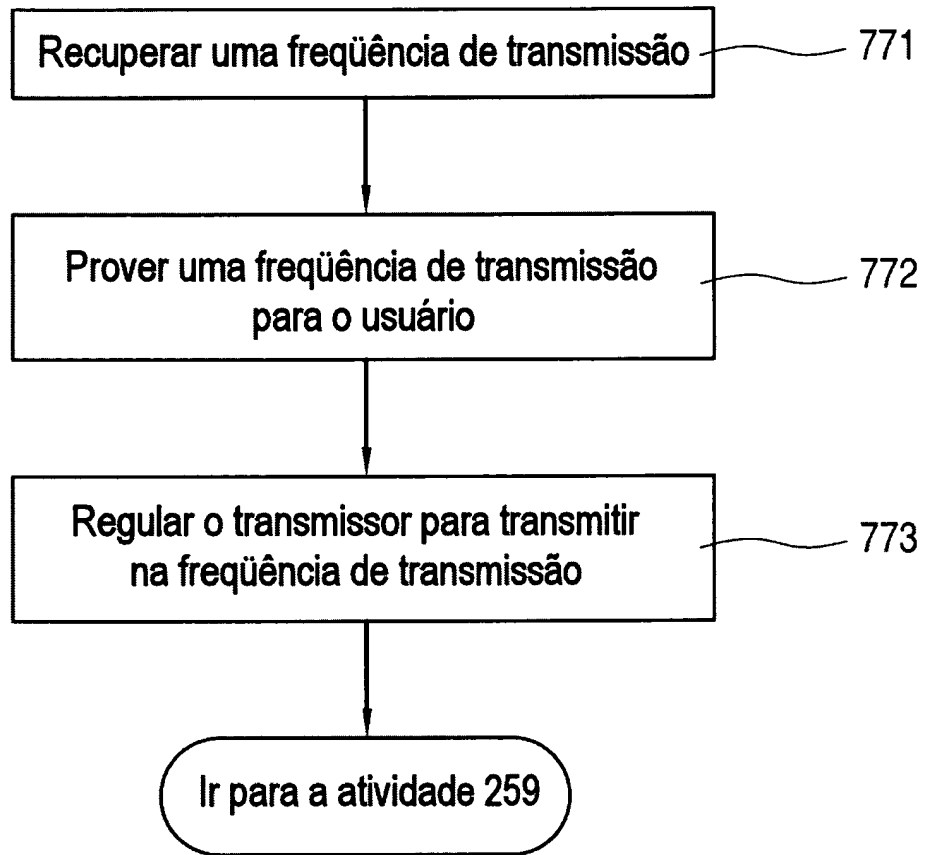 Recuperar uma freqüência de transmissão
771
Prover uma freqüência de transmissão
para o usuário
772
Regular o transmissor para transmitir
na freqüência de transmissão
773
Ir para a atividade 259